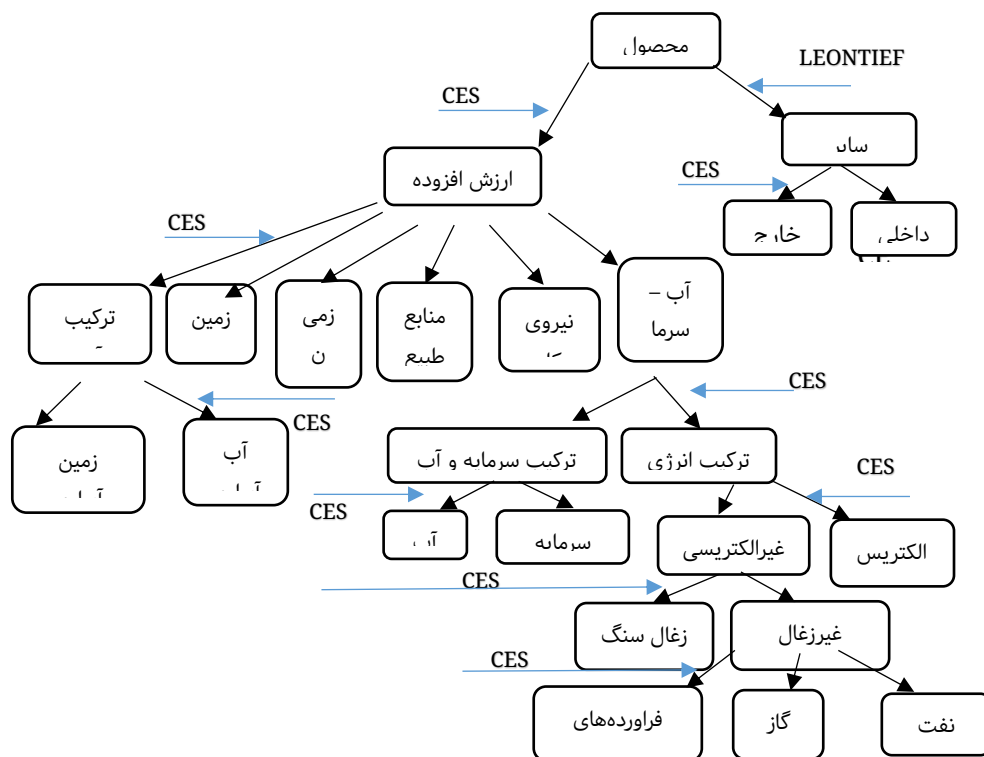 محصول
LEONTIEF
CES
CES
ارزش افزوده
خارج
داخلی
CES
ترکیب
زمین
زمی
ن
منابع
طبیع
نیروی
آب –
سرما
CES
CES
زمین
آب
ترکیب سرمایه و آب
ترکیب انرژی
CES
CES
آب
سرمایه
غیرالکتریسی
الکتریس
CES
زغال سنگ
غیرزغال
CES
فراورده‌های
گاز
نفت